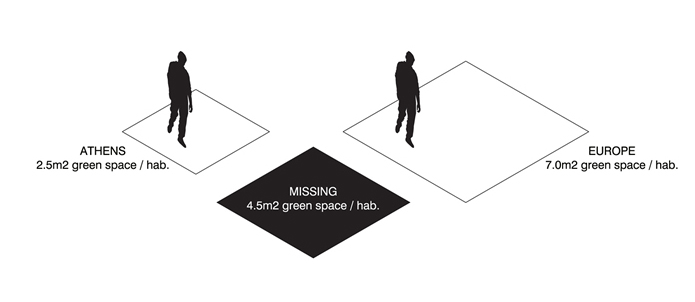 ATHENS
2.5m2 green space / hab.
MISSING
4.5m2 green space / hab.
EUROPE
7.0m2 green space / hab.